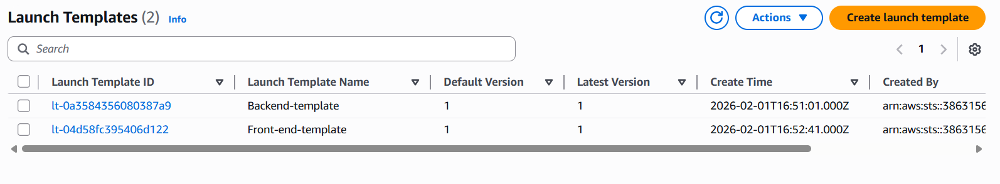 Launch Templates (2) Info Actions Create launch template
Search 1
Launch Template ID Launch Template Name Default Version Latest Version Create Time Created By
lt-0a3584356080387a9 Backend-template 1 1 2026-02-01T16:51:01.000Z arn:aws:sts::3863156
lt-04d58fc395406d122 Front-end-template 1 1 2026-02-01T16:52:41.000Z arn:aws:sts::3863156